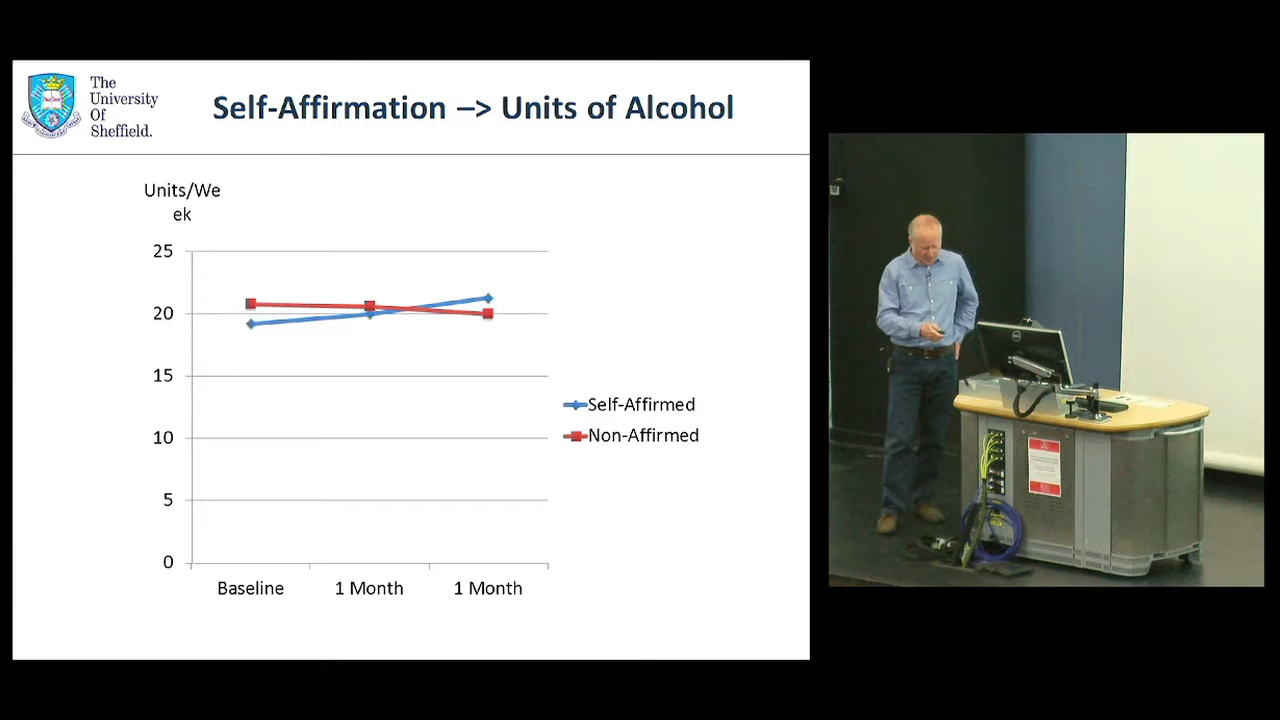 The
University
Of
Sheffield.
Self-Affirmation –> Units of Alcohol
Units/We
ek
25
20
15
10
5
0
Baseline
1 Month
1 Month
Self-Affirmed
Non-Affirmed
DELL